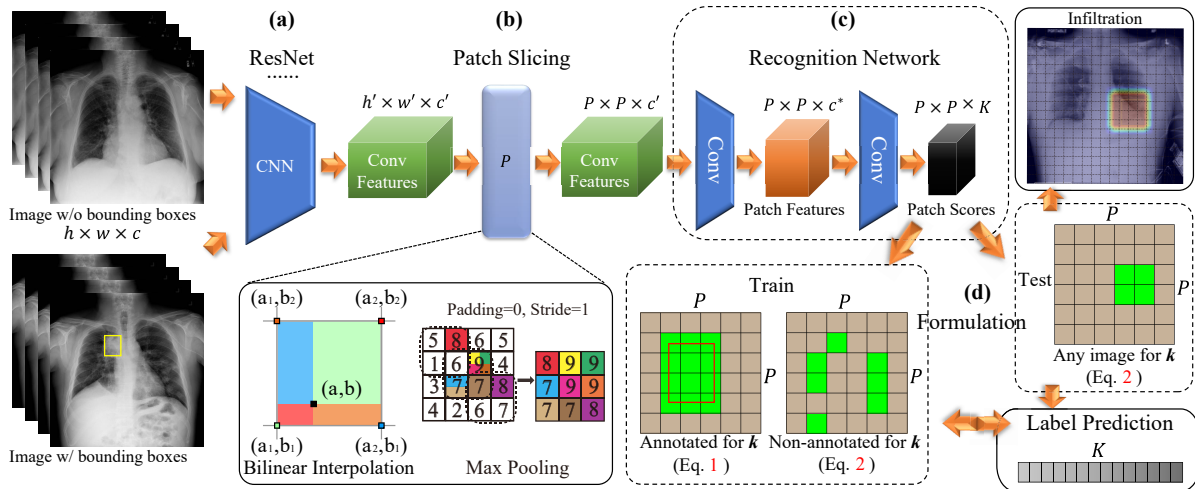 (a)
(b)
(c)
Infiltration
ResNet
......
Patch Slicing
Recognition Network
h′ × w′ × c′
P × P × c′
P × P × c*
P × P × K
CNN
Conv
Features
P
Conv
Features
Conv
Conv
Patch Features
Patch Scores
Image w/o bounding boxes
h × w × c
Image w/ bounding boxes
(a₁,b₂)
(a₂,b₂)
(a,b)
(a₁,b₁)
(a₂,b₁)
Bilinear Interpolation
Padding=0, Stride=1
5 8 6 5
1 6 9 4
3 7 7 8
4 2 6 7
8 9 9
7 9 9
7 7 8
Max Pooling
Train
P
P
P
P
Annotated for k
(Eq. 1 )
Non-annotated for k
(Eq. 2 )
(d)
Formulation
P
Test
P
Any image for k
(Eq. 2 )
Label Prediction
K